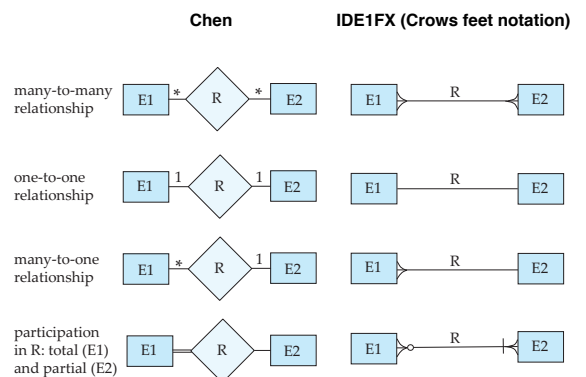 Chen IDE1FX (Crows feet notation)
many-to-many
relationship
E1 * R * E2 E1 R E2
one-to-one
relationship
E1 1 R 1 E2 E1 R E2
many-to-one
relationship
E1 * R 1 E2 E1 R E2
participation
in R: total (E1)
and partial (E2)
E1 R E2 E1 R E2